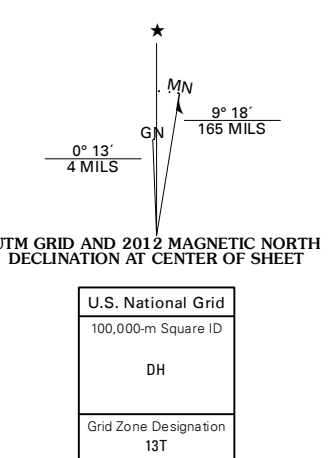 ★
MN
9° 18´
165 MILS
GN
0° 13´
4 MILS
UTM GRID AND 2012 MAGNETIC NORTH
DECLINATION AT CENTER OF SHEET
U.S. National Grid
100,000-m Square ID
DH
Grid Zone Designation
13T